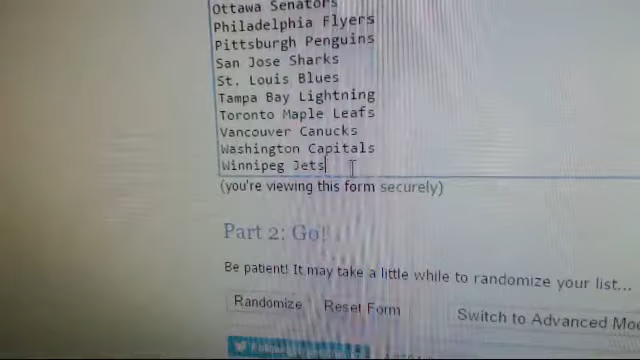 Ottawa Senators
Philadelphia Flyers
Pittsburgh Penguins
San Jose Sharks
St. Louis Blues
Tampa Bay Lightning
Toronto Maple Leafs
Vancouver Canucks
Washington Capitals
Winnipeg Jets
(you're viewing this form securely)
Part 2: Go!
Be patient! It may take a little while to randomize your list...
Randomize Reset Form Switch to Advanced Mo